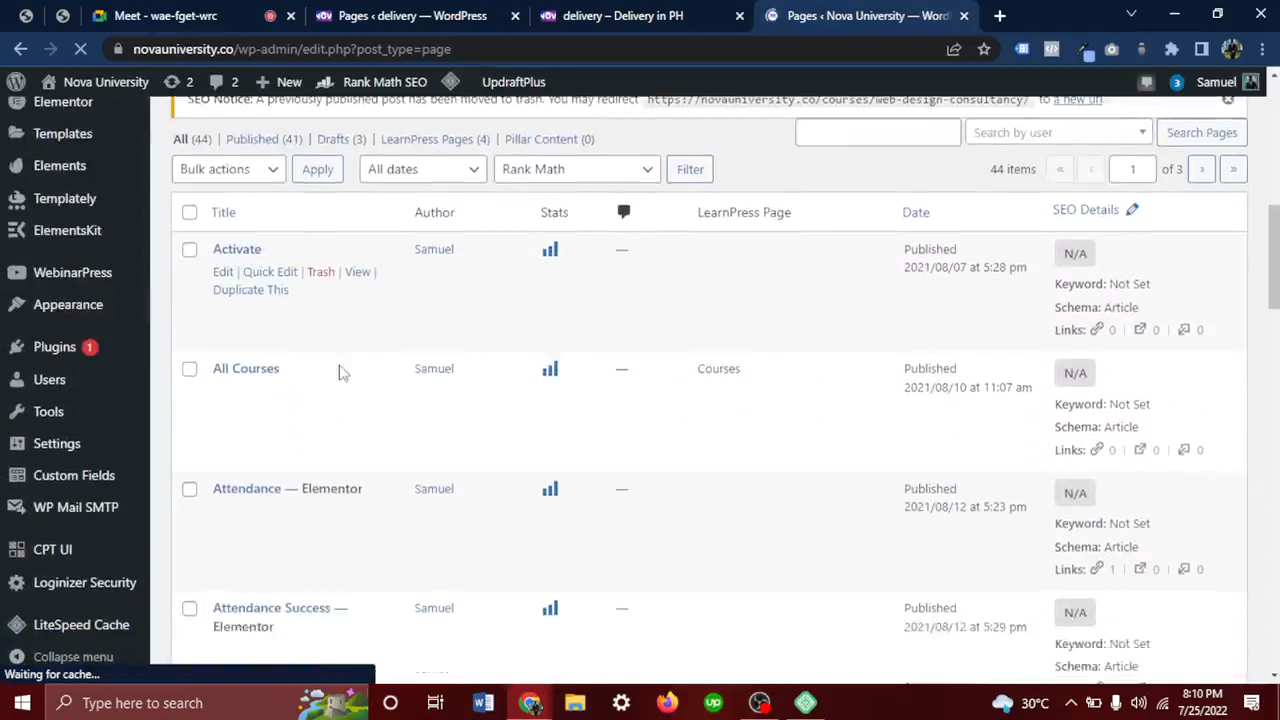 Meet - wae-fget-wrc
Pages ‹ delivery — WordPress
delivery – Delivery in PH
Pages ‹ Nova University — Word
novauniversity.co/wp-admin/edit.php?post_type=page
Nova University 2 2 New Rank Math SEO UpdraftPlus 3 Samuel
Elementor
Templates
Elements
Templately
ElementsKit
WebinarPress
Appearance
Plugins 1
Users
Tools
Settings
Custom Fields
WP Mail SMTP
CPT UI
Loginizer Security
LiteSpeed Cache
Collapse menu
SEO Notice: A previously published post has been moved to trash. You may redirect https://novauniversity.co/courses/web-design-consultancy/ to a new url
All (44) | Published (41) | Drafts (3) | LearnPress Pages (4) | Pillar Content (0)
Search by user Search Pages
Bulk actions Apply All dates Rank Math Filter 44 items « ‹ 1 of 3 › »
Title Author Stats LearnPress Page Date SEO Details
Activate Samuel — Published N/A
2021/08/07 at 5:28 pm
Edit | Quick Edit | Trash | View |
Duplicate This
Keyword: Not Set
Schema: Article
Links: 0 | 0 | 0
All Courses Samuel — Courses Published N/A
2021/08/10 at 11:07 am
Keyword: Not Set
Schema: Article
Links: 0 | 0 | 0
Attendance — Elementor Samuel — Published N/A
2021/08/12 at 5:23 pm
Keyword: Not Set
Schema: Article
Links: 1 | 0 | 0
Attendance Success — Samuel — Published N/A
Elementor 2021/08/12 at 5:29 pm
Keyword: Not Set
Schema: Article
Waiting for cache...
Type here to search
30°C
8:10 PM
7/25/2022